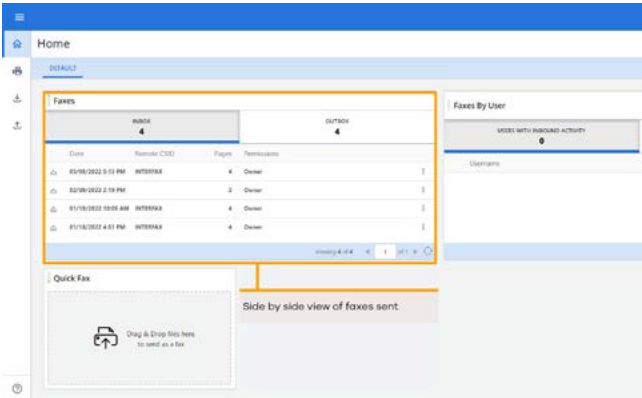 Home
DEFAULT
Faxes
INBOX
4
OUTBOX
4
Date Remote CSID Pages Permissions
03/08/2022 5:13 PM INTERFAX 4 Owner
02/08/2022 2:19 PM 2 Owner
01/18/2022 10:05 AM INTERFAX 4 Owner
01/18/2022 4:51 PM INTERFAX 4 Owner
Viewing 4 of 4 1 of 1
Faxes By User
USERS WITH INBOUND ACTIVITY
0
Username
Quick Fax
Drag & Drop files here
to send as a fax
Side by side view of faxes sent